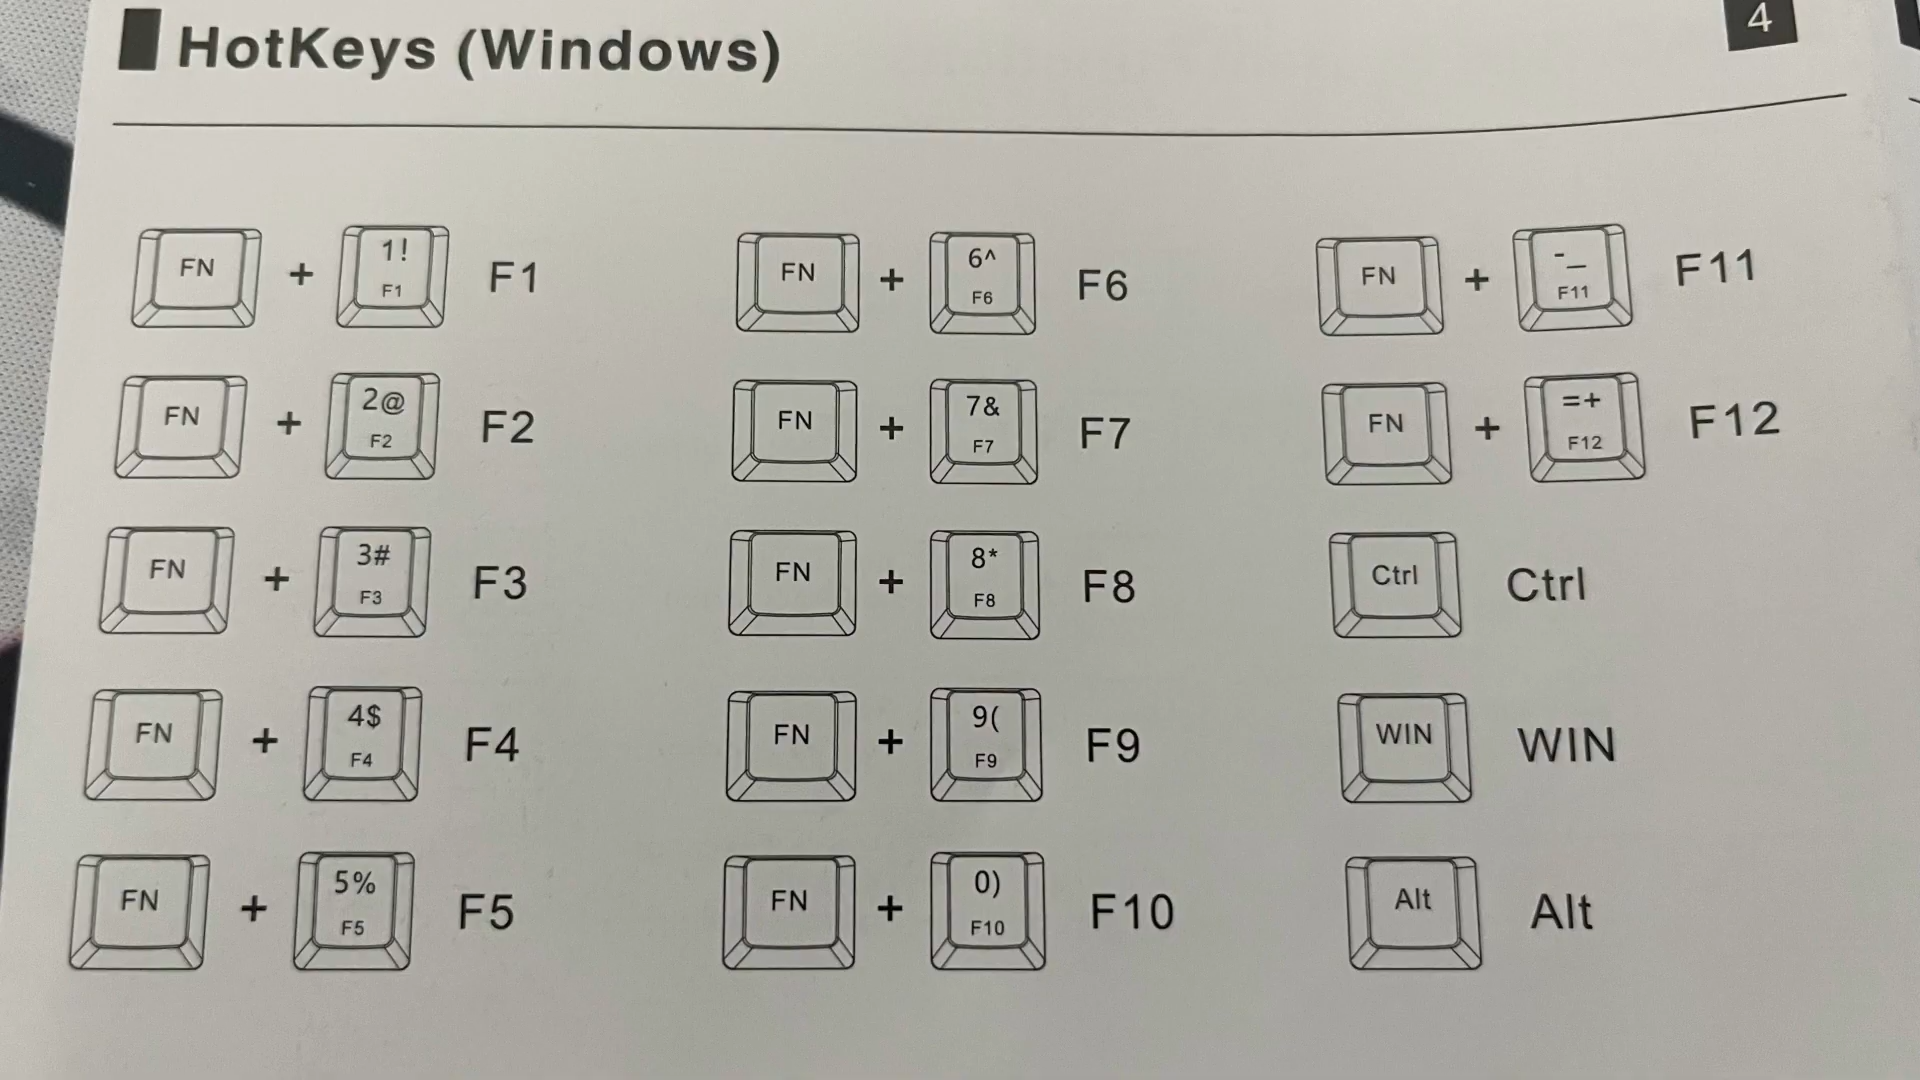 HotKeys (Windows)
4
FN + 1! F1 F1
FN + 2@ F2 F2
FN + 3# F3 F3
FN + 4$ F4 F4
FN + 5% F5 F5
FN + 6^ F6 F6
FN + 7& F7 F7
FN + 8* F8 F8
FN + 9( F9 F9
FN + 0) F10 F10
FN + -_ F11 F11
FN + =+ F12 F12
Ctrl Ctrl
WIN WIN
Alt Alt